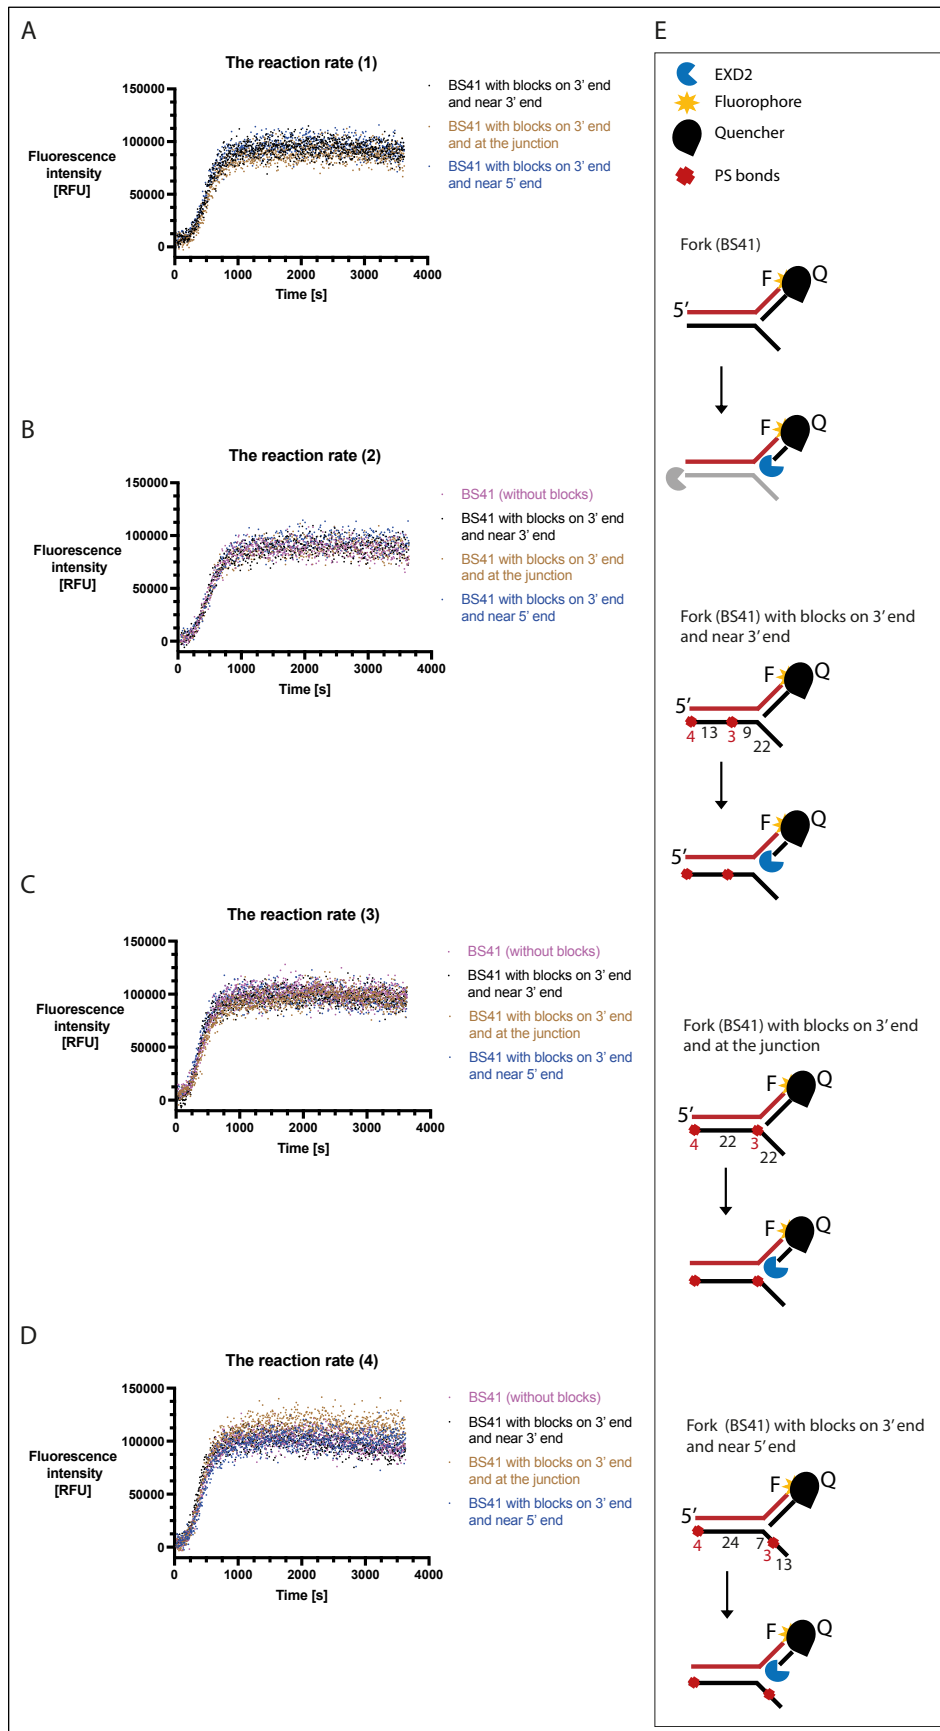 A
The reaction rate (1)
150000
100000
50000
0
Fluorescence
intensity
[RFU]
0 1000 2000 3000 4000
Time [s]
BS41 with blocks on 3' end
and near 3' end
BS41 with blocks on 3' end
and at the junction
BS41 with blocks on 3' end
and near 5' end
B
The reaction rate (2)
150000
100000
50000
0
Fluorescence
intensity
[RFU]
0 1000 2000 3000 4000
Time [s]
BS41 (without blocks)
BS41 with blocks on 3' end
and near 3' end
BS41 with blocks on 3' end
and at the junction
BS41 with blocks on 3' end
and near 5' end
C
The reaction rate (3)
150000
100000
50000
0
Fluorescence
intensity
[RFU]
0 1000 2000 3000 4000
Time [s]
BS41 (without blocks)
BS41 with blocks on 3' end
and near 3' end
BS41 with blocks on 3' end
and at the junction
BS41 with blocks on 3' end
and near 5' end
D
The reaction rate (4)
150000
100000
50000
0
Fluorescence
intensity
[RFU]
0 1000 2000 3000 4000
Time [s]
BS41 (without blocks)
BS41 with blocks on 3' end
and near 3' end
BS41 with blocks on 3' end
and at the junction
BS41 with blocks on 3' end
and near 5' end
E
EXD2
Fluorophore
Quencher
PS bonds
Fork (BS41)
F Q
5'
F Q
Fork (BS41) with blocks on 3' end
and near 3' end
F Q
5'
4 13 3 9
22
F Q
5'
Fork (BS41) with blocks on 3' end
and at the junction
F Q
5'
4 22 3
22
F Q
Fork (BS41) with blocks on 3' end
and near 5' end
F Q
5'
4 24 7
3 13
F Q